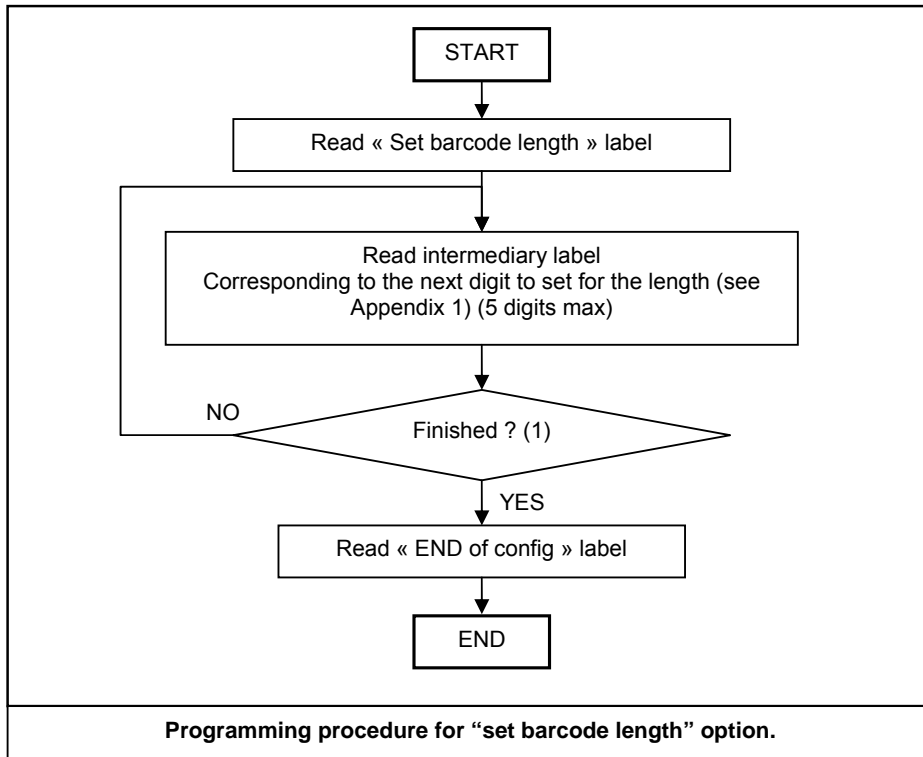 START
Read « Set barcode length » label
Read intermediary label
Corresponding to the next digit to set for the length (see
Appendix 1) (5 digits max)
NO
Finished ? (1)
YES
Read « END of config » label
END
Programming procedure for “set barcode length” option.